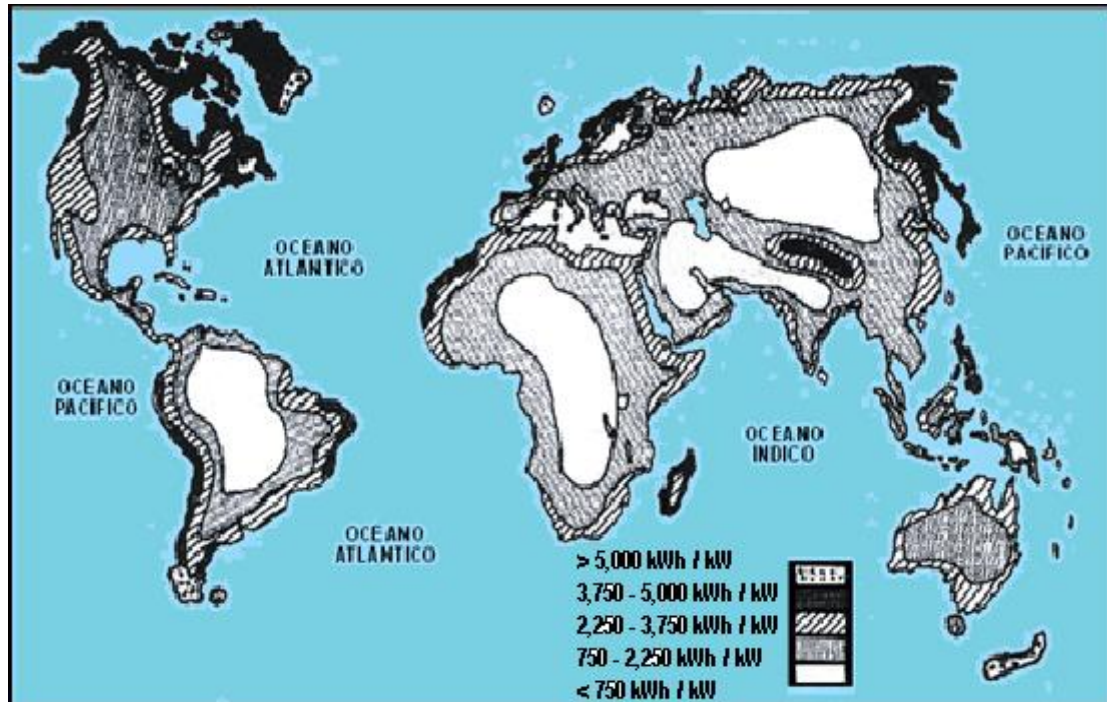 OCEANO
ATLANTICO
OCEANO
PACIFICO
OCEANO
PACIFICO
OCEANO
INDICO
OCEANO
ATLANTICO
> 5,000 kWh / kW
3,750 - 5,000 kWh / kW
2,250 - 3,750 kWh / kW
750 - 2,250 kWh / kW
< 750 kWh / kW